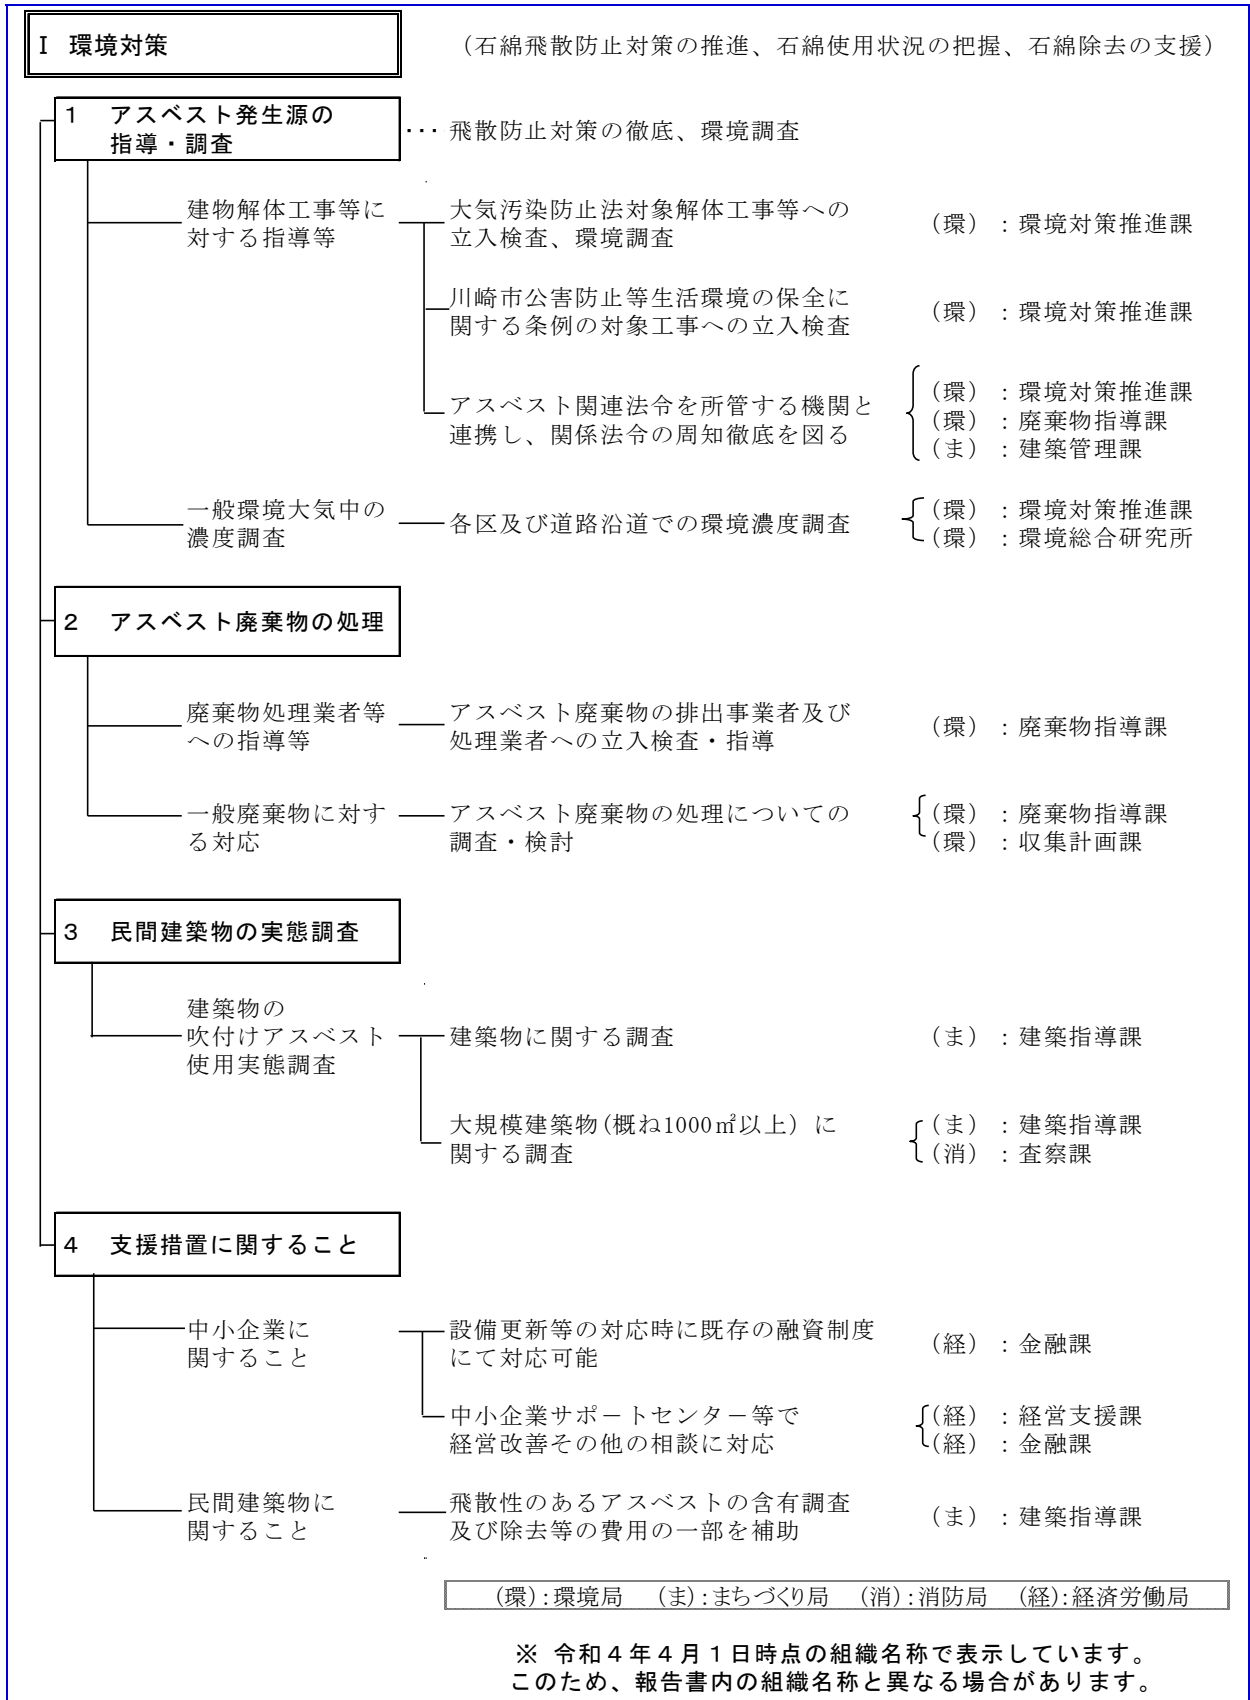 Ⅰ 環境対策
（石綿飛散防止対策の推進、石綿使用状況の把握、石綿除去の支援）
１ アスベスト発生源の
指導・調査
･･･ 飛散防止対策の徹底、環境調査
建物解体工事等に
対する指導等
大気汚染防止法対象解体工事等への
立入検査、環境調査
（環）：環境対策推進課
川崎市公害防止等生活環境の保全に
関する条例の対象工事への立入検査
（環）：環境対策推進課
アスベスト関連法令を所管する機関と
連携し、関係法令の周知徹底を図る
（環）：環境対策推進課
（環）：廃棄物指導課
（ま）：建築管理課
一般環境大気中の
濃度調査
各区及び道路沿道での環境濃度調査
（環）：環境対策推進課
（環）：環境総合研究所
２ アスベスト廃棄物の処理
廃棄物処理業者等
への指導等
アスベスト廃棄物の排出事業者及び
処理業者への立入検査・指導
（環）：廃棄物指導課
一般廃棄物に対す
る対応
アスベスト廃棄物の処理についての
調査・検討
（環）：廃棄物指導課
（環）：収集計画課
３ 民間建築物の実態調査
建築物の
吹付けアスベスト
使用実態調査
建築物に関する調査
（ま）：建築指導課
大規模建築物(概ね1000㎡以上）に
関する調査
（ま）：建築指導課
（消）：査察課
４ 支援措置に関すること
中小企業に
関すること
設備更新等の対応時に既存の融資制度
にて対応可能
（経）：金融課
中小企業サポ－トセンタ－等で
経営改善その他の相談に対応
（経）：経営支援課
（経）：金融課
民間建築物に
関すること
飛散性のあるアスベストの含有調査
及び除去等の費用の一部を補助
（ま）：建築指導課
（環）：環境局 （ま）：まちづくり局 （消）：消防局 （経）：経済労働局
※ 令和４年４月１日時点の組織名称で表示しています。
このため、報告書内の組織名称と異なる場合があります。